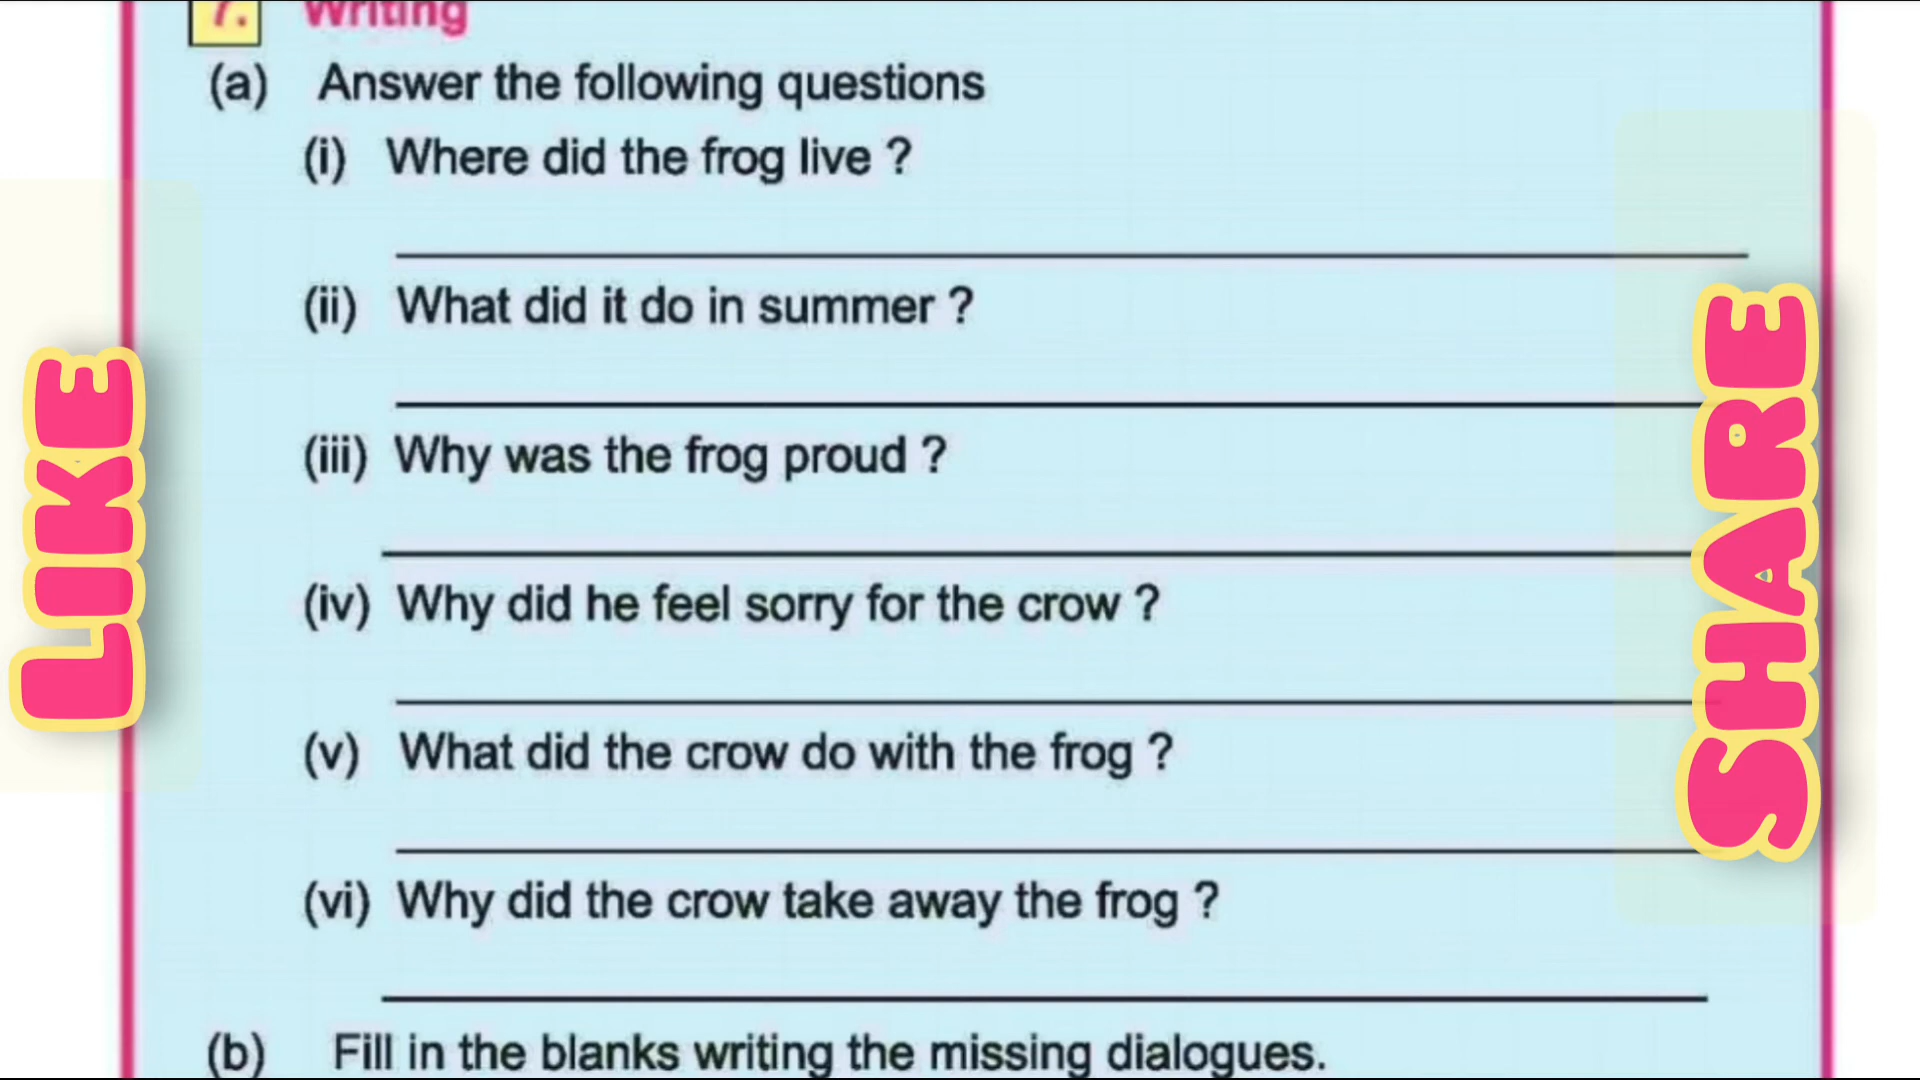 7. Writing
(a) Answer the following questions
(i) Where did the frog live ?
(ii) What did it do in summer ?
(iii) Why was the frog proud ?
(iv) Why did he feel sorry for the crow ?
(v) What did the crow do with the frog ?
(vi) Why did the crow take away the frog ?
(b) Fill in the blanks writing the missing dialogues.
LIKE
SHARE